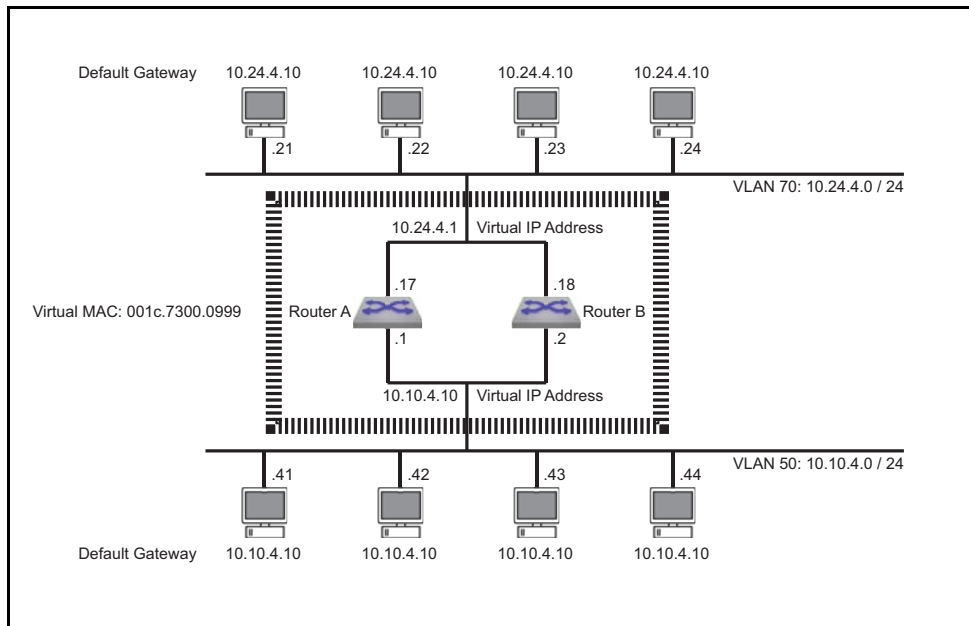 Default Gateway 10.24.4.10 10.24.4.10 10.24.4.10 10.24.4.10
.21 .22 .23 .24
VLAN 70: 10.24.4.0 / 24
10.24.4.1 Virtual IP Address
.17 .18
Virtual MAC: 001c.7300.0999 Router A Router B
.1 .2
10.10.4.10 Virtual IP Address
VLAN 50: 10.10.4.0 / 24
.41 .42 .43 .44
Default Gateway 10.10.4.10 10.10.4.10 10.10.4.10 10.10.4.10